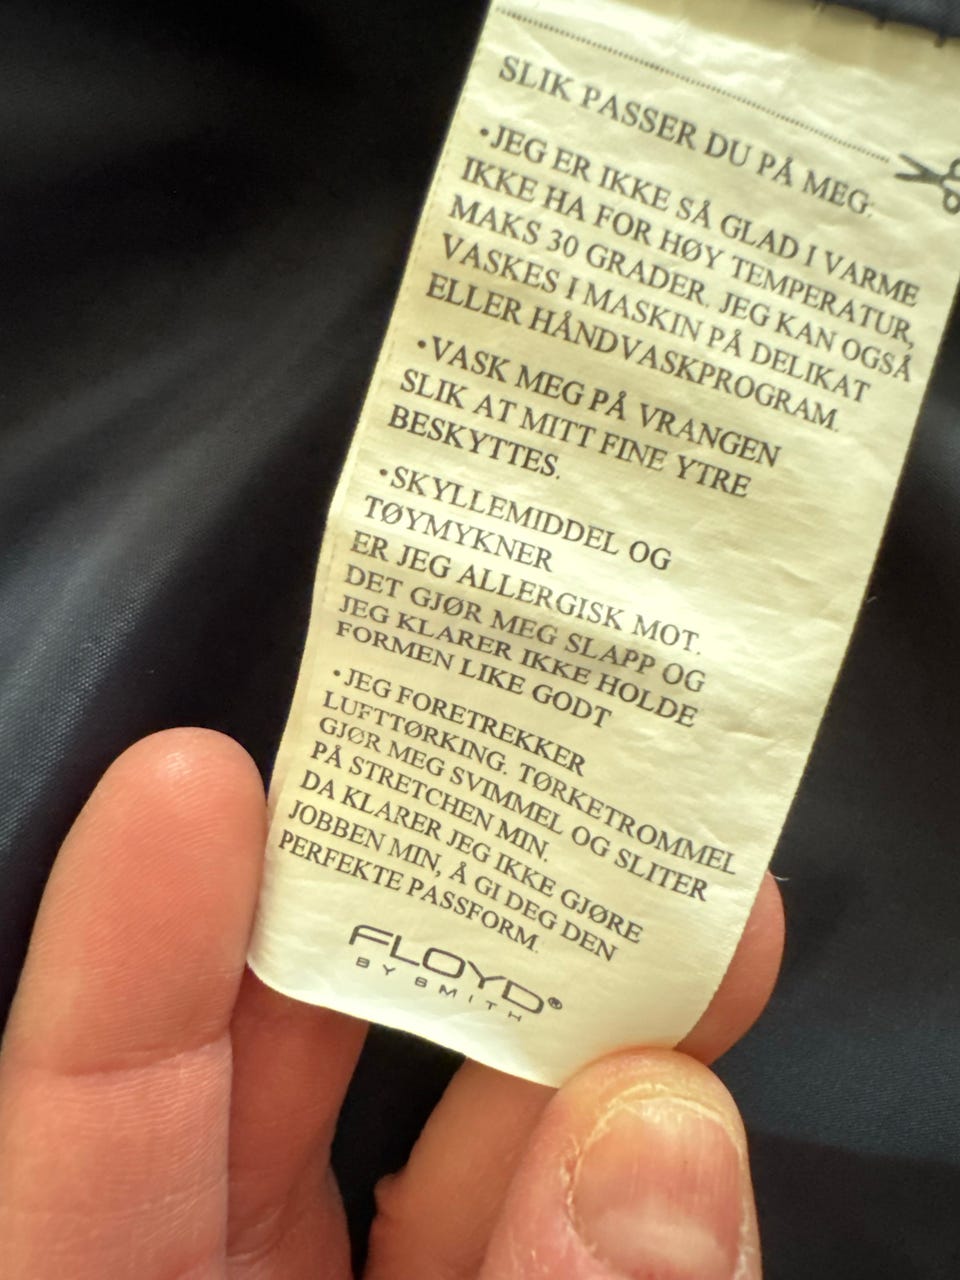 SLIK PASSER DU PÅ MEG:
•JEG ER IKKE SÅ GLAD I VARME
IKKE HA FOR HØY TEMPERATUR,
MAKS 30 GRADER. JEG KAN OGSÅ
VASKES I MASKIN PÅ DELIKAT
ELLER HÅNDVASKPROGRAM.
•VASK MEG PÅ VRANGEN
SLIK AT MITT FINE YTRE
BESKYTTES.
•SKYLLEMIDDEL OG
TØYMYKNER
ER JEG ALLERGISK MOT.
DET GJØR MEG SLAPP OG
JEG KLARER IKKE HOLDE
FORMEN LIKE GODT
•JEG FORETREKKER
LUFTTØRKING. TØRKETROMMEL
GJØR MEG SVIMMEL OG SLITER
PÅ STRETCHEN MIN.
DA KLARER JEG IKKE GJØRE
JOBBEN MIN, Å GI DEG DEN
PERFEKTE PASSFORM.
FLOYD®
BY SMITH